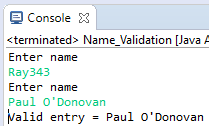 Console
<terminated> Name_Validation [Java A
Enter name
Ray343
Enter name
Paul O'Donovan
Valid entry = Paul O'Donovan